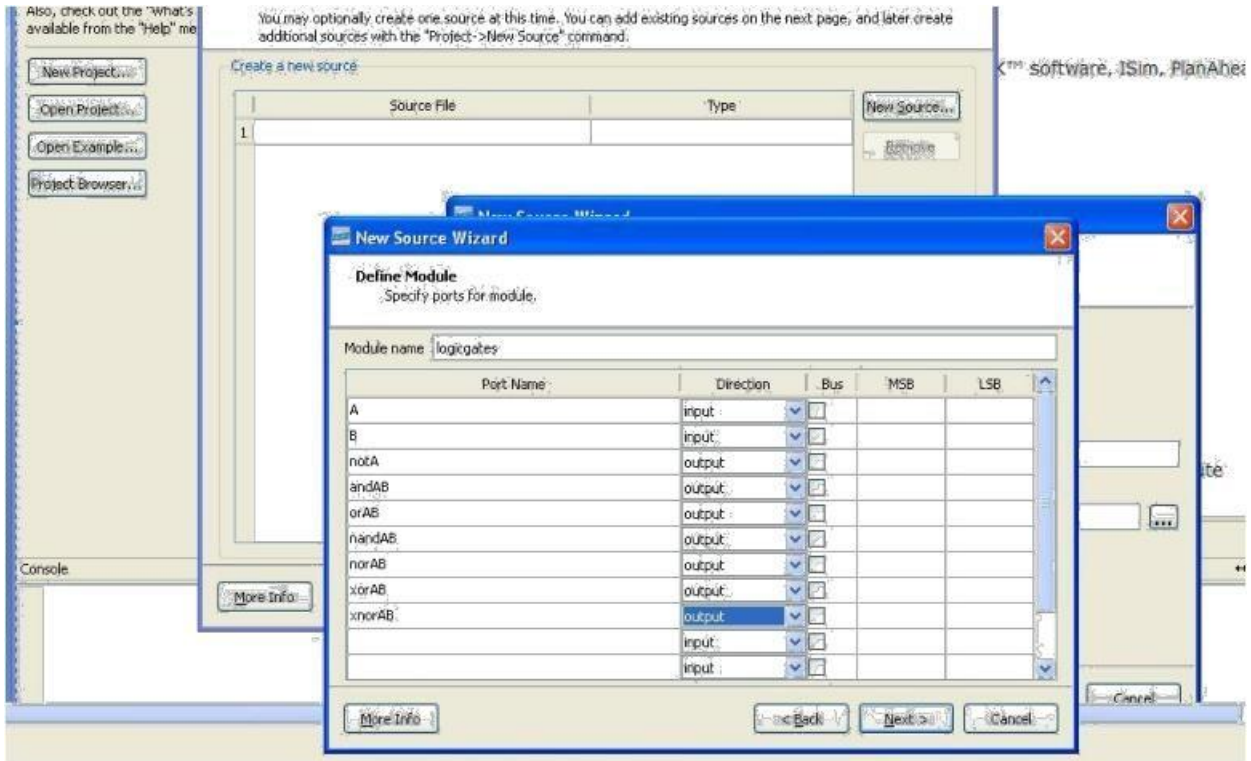 Also, check out the "What's
available from the "Help" me
New Project...
Open Project...
Open Example...
Project Browser...
Console
You may optionally create one source at this time. You can add existing sources on the next page, and later create
additional sources with the "Project->New Source" command.
Create a new source
Source File Type
1
New Source...
Remove
More Info
™ software, ISim, PlanAhea
New Source Wizard
New Source Wizard
Define Module
Specify ports for module.
Module name logicgates
Port Name Direction Bus MSB LSB
A input
B input
notA output
andAB output
orAB output
nandAB output
norAB output
xorAB output
xnorAB output
input
input
More Info < Back Next > Cancel
...
Cancel